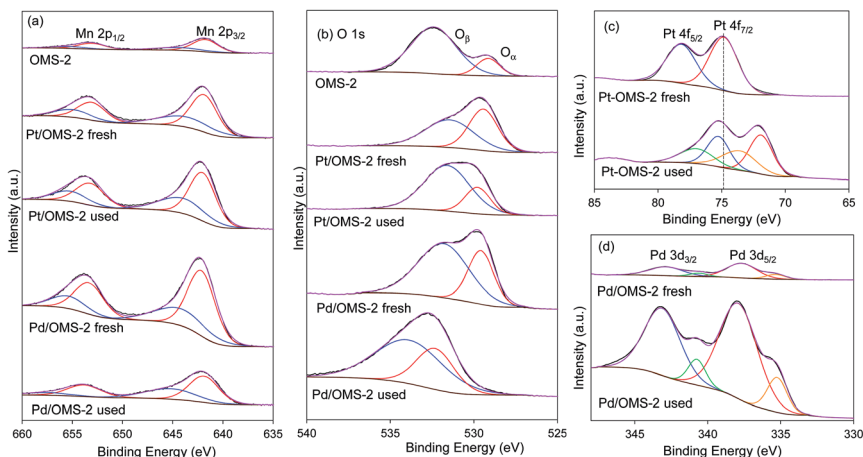 (a)
Mn 2p1/2
Mn 2p3/2
OMS-2
Pt/OMS-2 fresh
Pt/OMS-2 used
Pd/OMS-2 fresh
Pd/OMS-2 used
Intensity (a.u.)
660 655 650 645 640 635
Binding Energy (eV)
(b) O 1s
Oβ
Oα
OMS-2
Pt/OMS-2 fresh
Pt/OMS-2 used
Pd/OMS-2 fresh
Pd/OMS-2 used
Intensity (a.u.)
540 535 530 525
Binding Energy (eV)
(c)
Pt 4f5/2
Pt 4f7/2
Pt-OMS-2 fresh
Pt-OMS-2 used
Intensity (a.u.)
85 80 75 70 65
Binding Energy (eV)
(d)
Pd 3d3/2
Pd 3d5/2
Pd/OMS-2 fresh
Pd/OMS-2 used
Intensity (a.u.)
345 340 335 330
Binding Energy (eV)